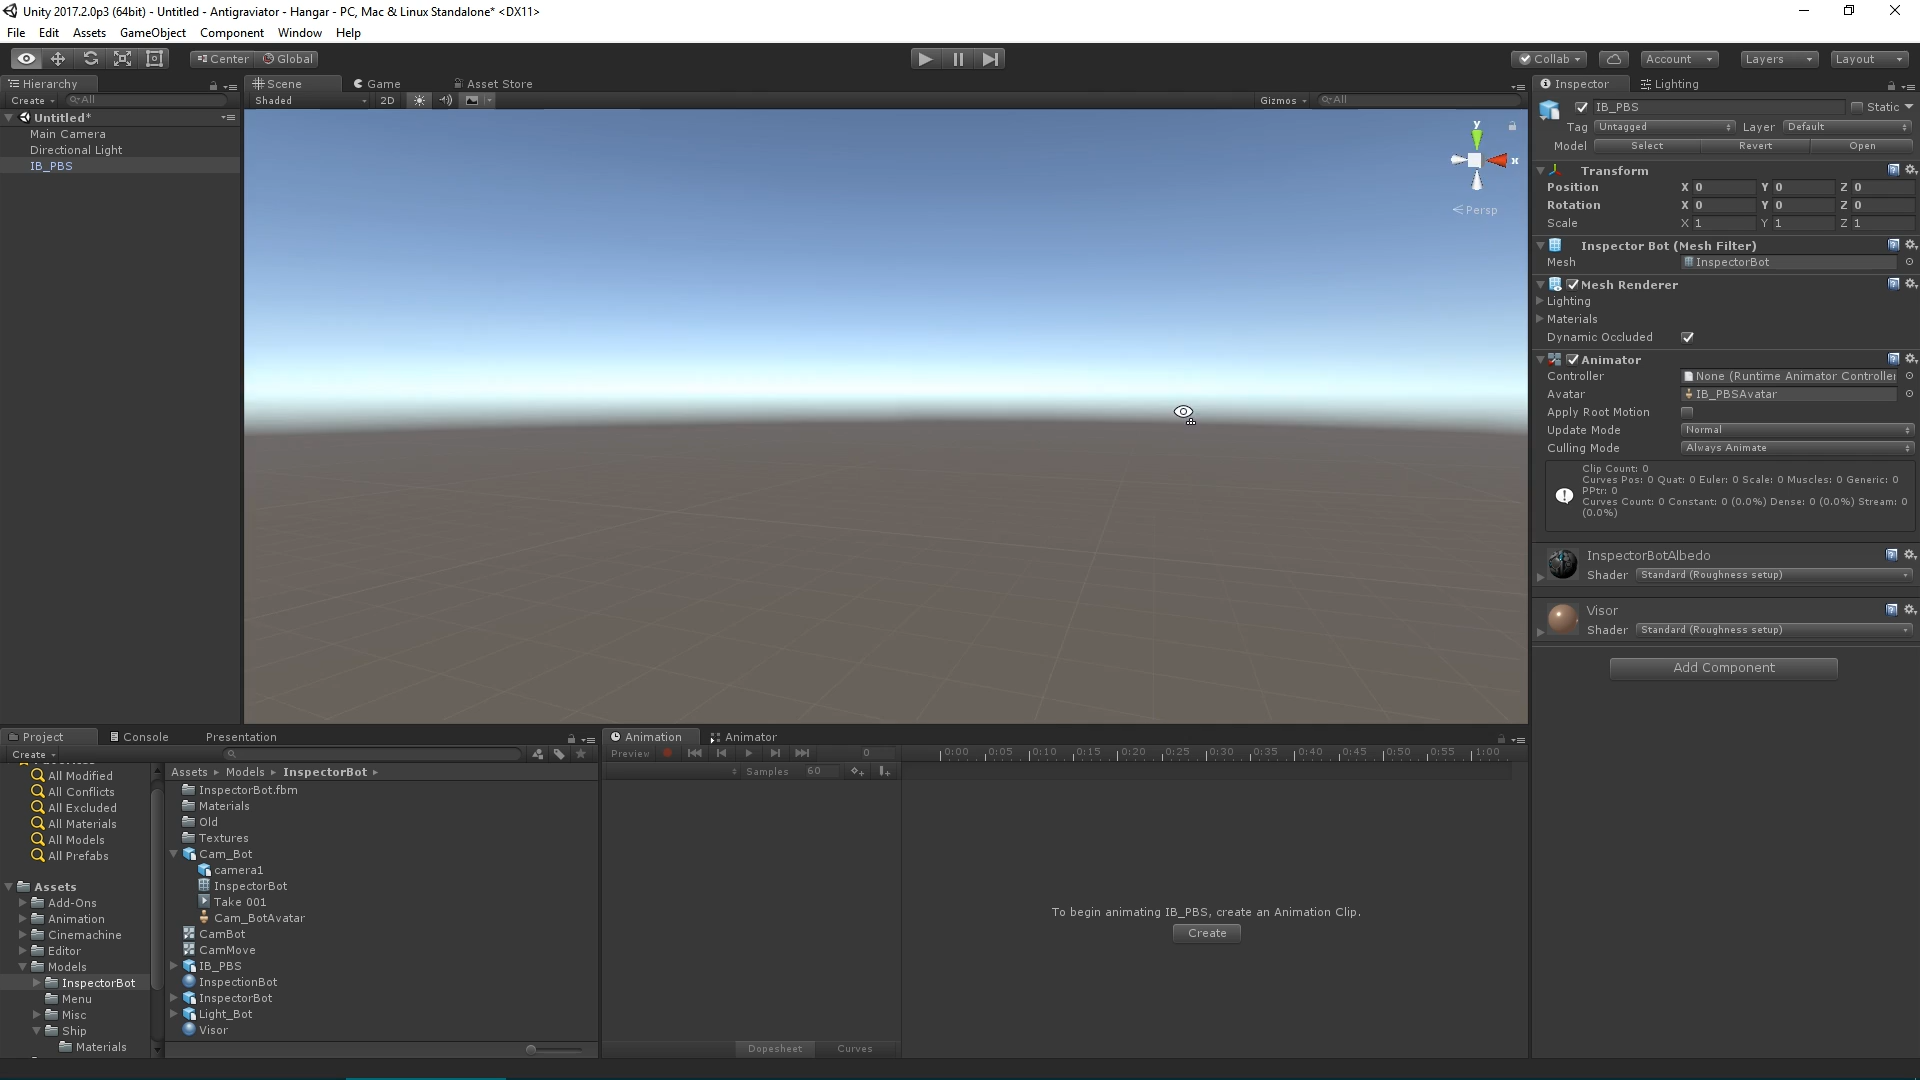 Unity 2017.2.0p3 (64bit) - Untitled - Antigraviator - Hangar - PC, Mac & Linux Standalone* <DX11>
File Edit Assets GameObject Component Window Help
Center Global Collab Account Layers Layout
Hierarchy Scene Game Asset Store Inspector Lighting
Create All Shaded 2D Gizmos All
Untitled*
Main Camera
Directional Light
IB_PBS
y
x
Persp
IB_PBS Static
Tag Untagged Layer Default
Model Select Revert Open
Transform
Position X 0 Y 0 Z 0
Rotation X 0 Y 0 Z 0
Scale X 1 Y 1 Z 1
Inspector Bot (Mesh Filter)
Mesh InspectorBot
Mesh Renderer
Lighting
Materials
Dynamic Occluded
Animator
Controller None (Runtime Animator Controller
Avatar IB_PBSAvatar
Apply Root Motion
Update Mode Normal
Culling Mode Always Animate
Clip Count: 0
Curves Pos: 0 Quat: 0 Euler: 0 Scale: 0 Muscles: 0 Generic: 0
PPtr: 0
Curves Count: 0 Constant: 0 (0.0%) Dense: 0 (0.0%) Stream: 0
(0.0%)
InspectorBotAlbedo
Shader Standard (Roughness setup)
Visor
Shader Standard (Roughness setup)
Add Component
Project Console Presentation
Create
All Modified
All Conflicts
All Excluded
All Materials
All Models
All Prefabs
Assets
Add-Ons
Animation
Cinemachine
Editor
Models
InspectorBot
Menu
Misc
Ship
Materials
Assets Models InspectorBot
InspectorBot.fbm
Materials
Old
Textures
Cam_Bot
camera1
InspectorBot
Take 001
Cam_BotAvatar
CamBot
CamMove
IB_PBS
InspectionBot
InspectorBot
Light_Bot
Visor
Animation Animator
Preview 0 0:00 0:05 0:10 0:15 0:20 0:25 0:30 0:35 0:40 0:45 0:50 0:55 1:00
Samples 60
To begin animating IB_PBS, create an Animation Clip.
Create
Dopesheet Curves